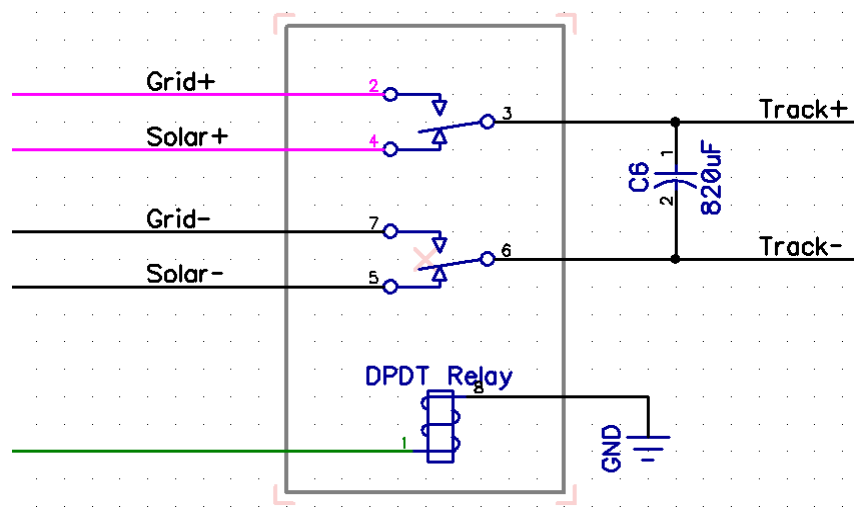 Grid+
2
Solar+
4
3
Track+
1
C6
820uF
2
Grid-
7
Solar-
5
6
Track-
DPDT Relay
8
1
GND